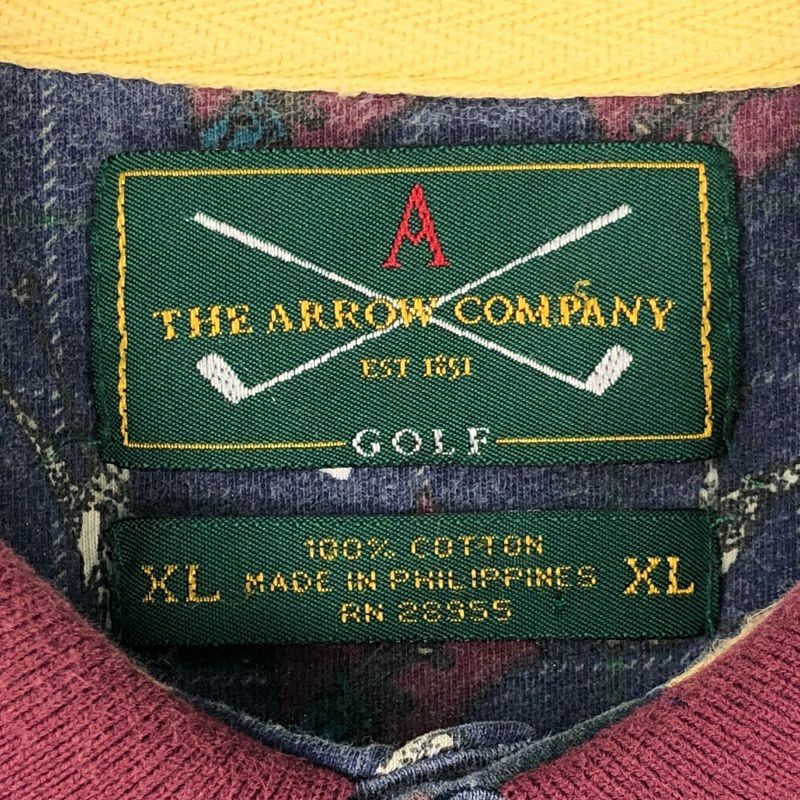 A
THE ARROW COMPANY
EST 1851
GOLF
100% COTTON
XL MADE IN PHILIPPINES XL
RN 28955